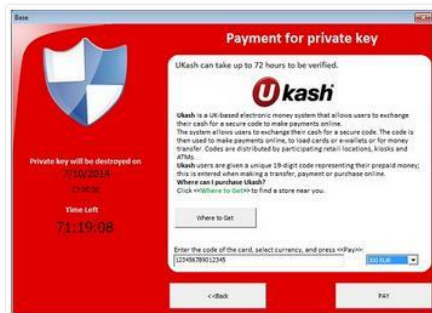 Base
Payment for private key
UKash can take up to 72 hours to be verified.
Ukash
Ukash is a UK-based electronic money system that allows users to exchange
their cash for a secure code to make payments online.
The system allows users to exchange their cash for a secure code. The code is
then used to make payments online, to load cards or e-wallets or for money
transfer. Codes are distributed by participating retail locations, kiosks and
ATMs.
Ukash users are given a unique 19-digit code representing their prepaid money;
this is entered when making a transfer, payment or purchase online.
Where can I purchase Ukash?
Click <<Where to Get>> to find a store near you.
Where to Get
Private key will be destroyed on
7/10/2014
Time Left
71:19:08
Enter the code of the card, select currency, and press <<Pay>>:
123456789012345
300 EUR
<<Back
PAY